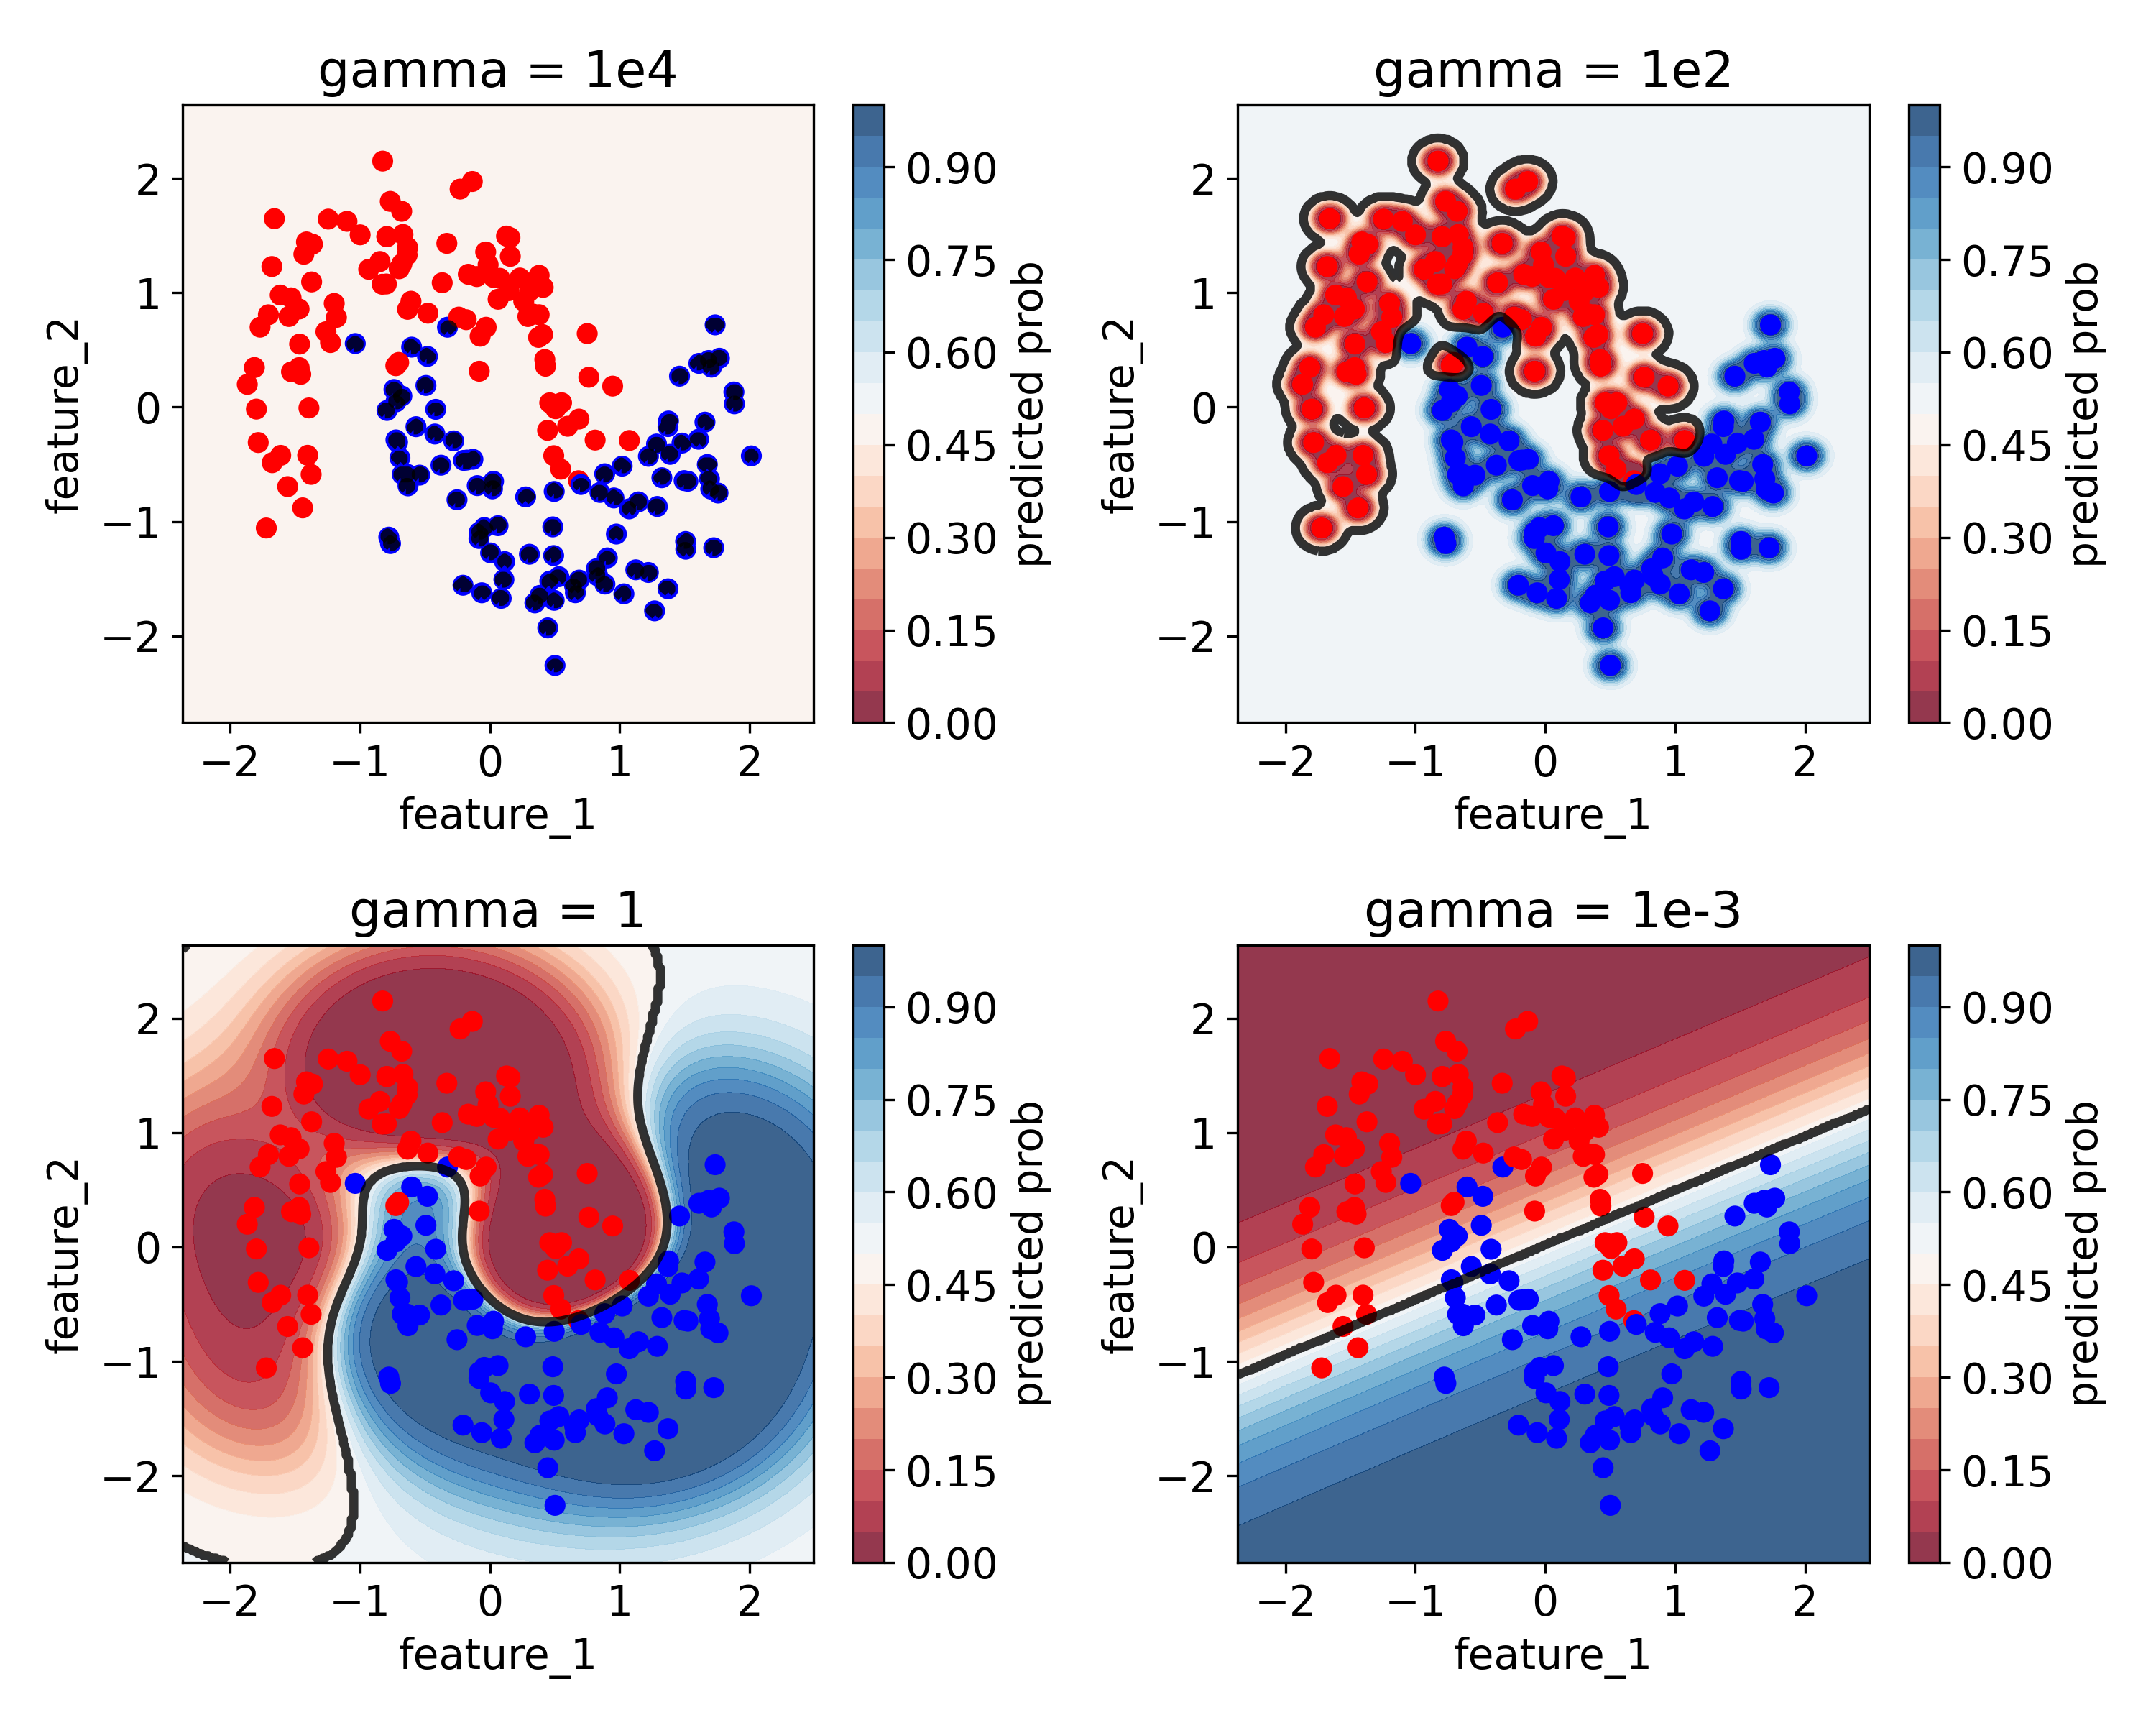 gamma = 1e4
2
1
0
−1
−2
feature_2
−2 −1 0 1 2
feature_1
0.90
0.75
0.60
0.45
0.30
0.15
0.00
predicted prob
gamma = 1e2
2
1
0
−1
−2
feature_2
−2 −1 0 1 2
feature_1
0.90
0.75
0.60
0.45
0.30
0.15
0.00
predicted prob
gamma = 1
2
1
0
−1
−2
feature_2
−2 −1 0 1 2
feature_1
0.90
0.75
0.60
0.45
0.30
0.15
0.00
predicted prob
gamma = 1e-3
2
1
0
−1
−2
feature_2
−2 −1 0 1 2
feature_1
0.90
0.75
0.60
0.45
0.30
0.15
0.00
predicted prob